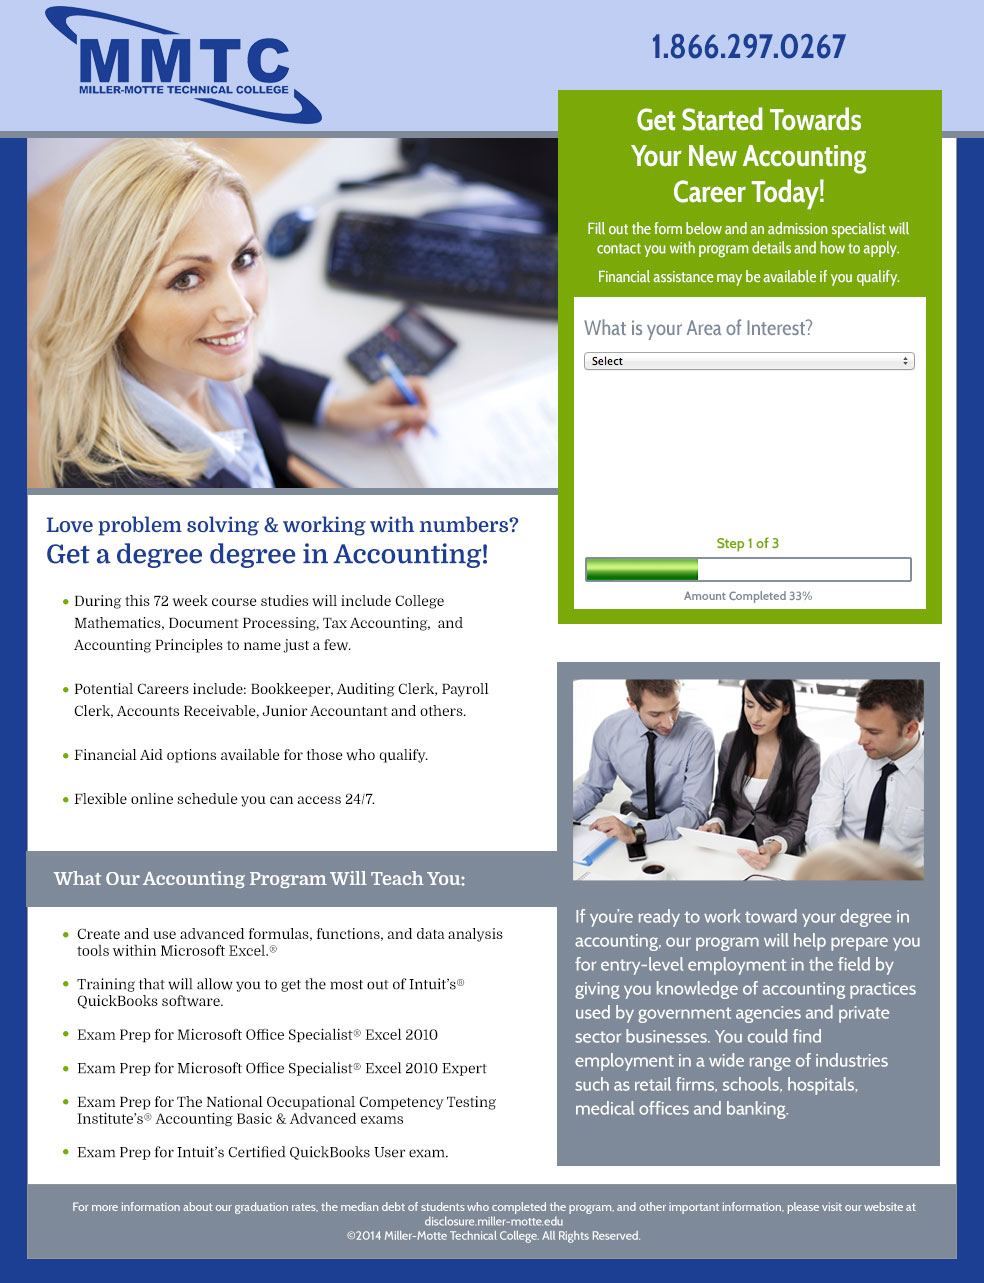 MMTC
MILLER-MOTTE TECHNICAL COLLEGE
1.866.297.0267
Get Started Towards
Your New Accounting
Career Today!
Fill out the form below and an admission specialist will
contact you with program details and how to apply.
Financial assistance may be available if you qualify.
What is your Area of Interest?
Select
Step 1 of 3
Amount Completed 33%
Love problem solving & working with numbers?
Get a degree degree in Accounting!
• During this 72 week course studies will include College
Mathematics, Document Processing, Tax Accounting, and
Accounting Principles to name just a few.
• Potential Careers include: Bookkeeper, Auditing Clerk, Payroll
Clerk, Accounts Receivable, Junior Accountant and others.
• Financial Aid options available for those who qualify.
• Flexible online schedule you can access 24/7.
What Our Accounting Program Will Teach You:
• Create and use advanced formulas, functions, and data analysis
tools within Microsoft Excel.®
• Training that will allow you to get the most out of Intuit’s®
QuickBooks software.
• Exam Prep for Microsoft Office Specialist® Excel 2010
• Exam Prep for Microsoft Office Specialist® Excel 2010 Expert
• Exam Prep for The National Occupational Competency Testing
Institute’s® Accounting Basic & Advanced exams
• Exam Prep for Intuit’s Certified QuickBooks User exam.
If you’re ready to work toward your degree in
accounting, our program will help prepare you
for entry-level employment in the field by
giving you knowledge of accounting practices
used by government agencies and private
sector businesses. You could find
employment in a wide range of industries
such as retail firms, schools, hospitals,
medical offices and banking.
For more information about our graduation rates, the median debt of students who completed the program, and other important information, please visit our website at
disclosure.miller-motte.edu
©2014 Miller-Motte Technical College. All Rights Reserved.